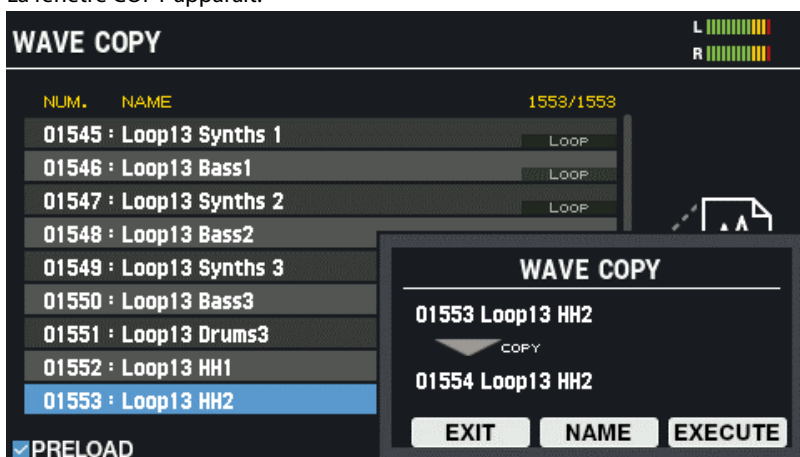 La fenêtre COPY apparaît.
WAVE COPY
L
R
NUM. NAME 1553/1553
01545 : Loop13 Synths 1 LOOP
01546 : Loop13 Bass1 LOOP
01547 : Loop13 Synths 2 LOOP
01548 : Loop13 Bass2
01549 : Loop13 Synths 3
01550 : Loop13 Bass3
01551 : Loop13 Drums3
01552 : Loop13 HH1
01553 : Loop13 HH2
PRELOAD
WAVE COPY
01553 Loop13 HH2
COPY
01554 Loop13 HH2
EXIT NAME EXECUTE